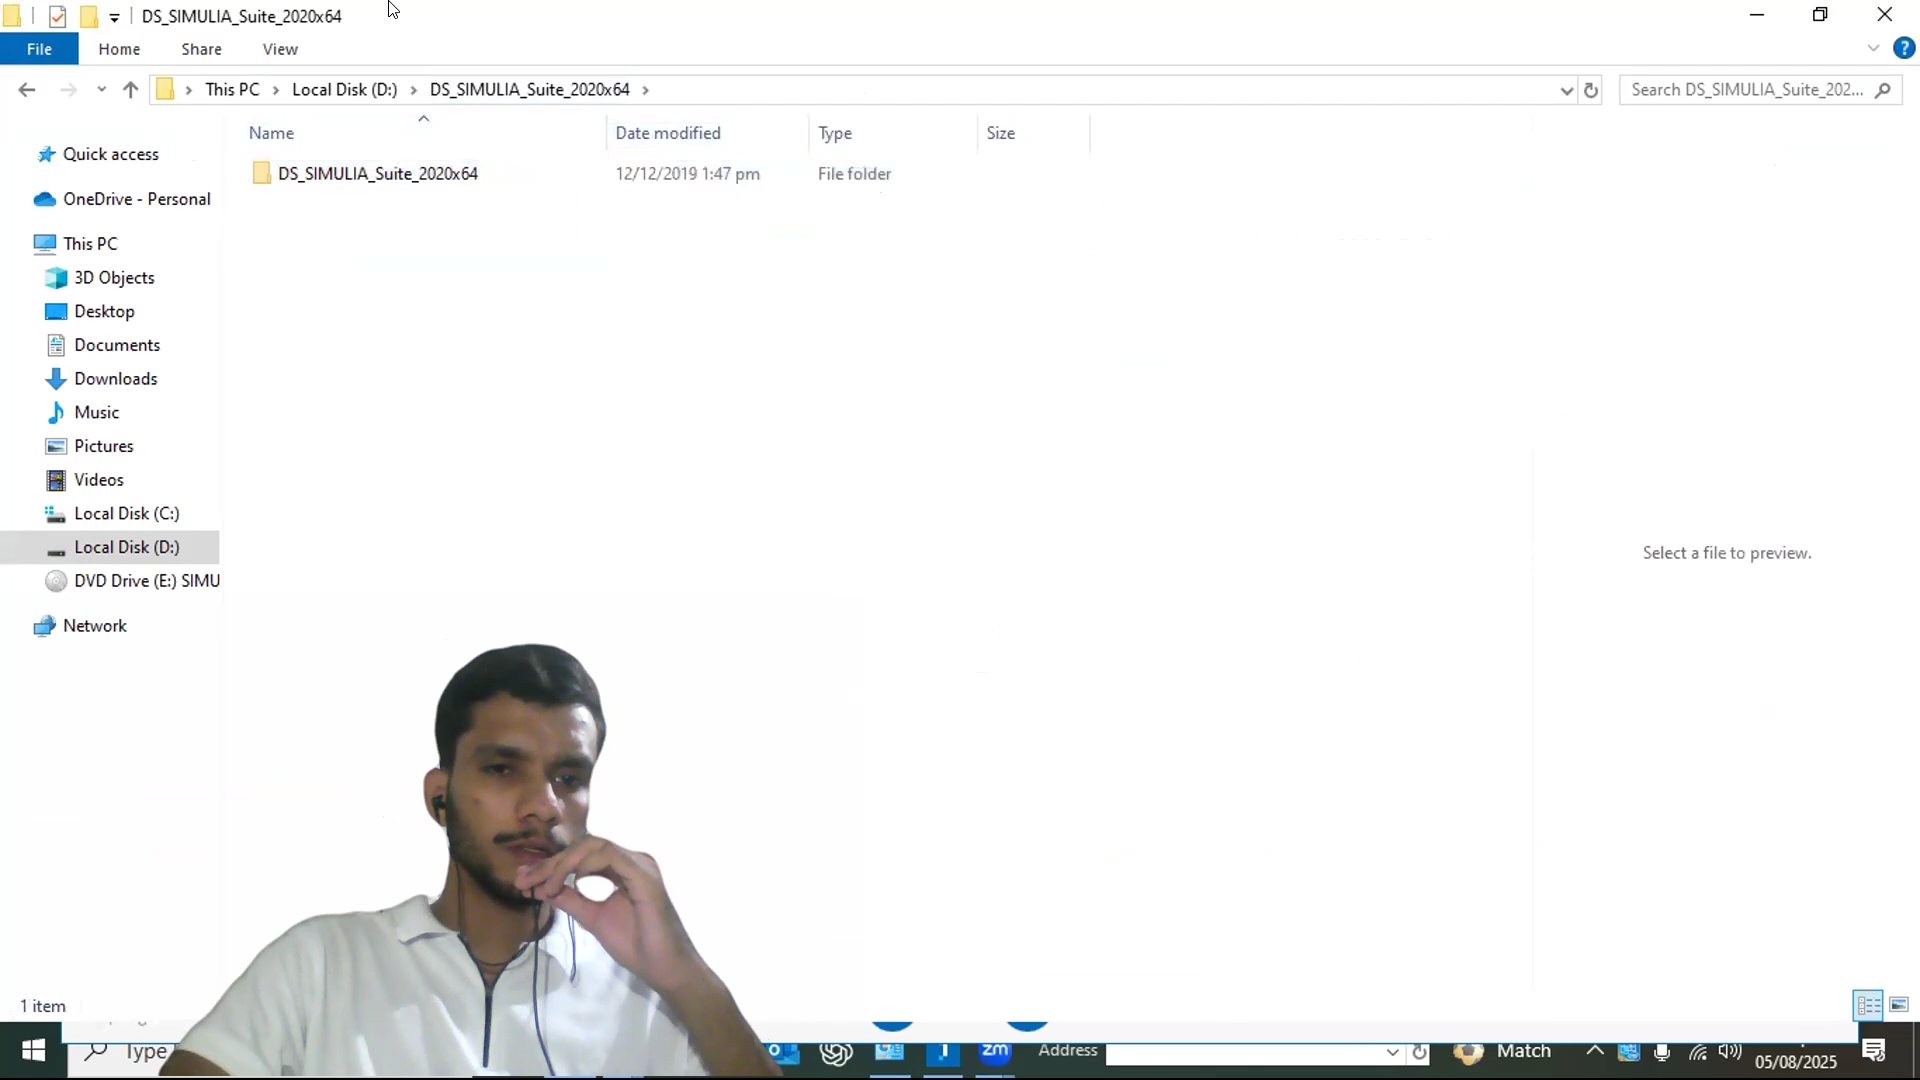 DS_SIMULIA_Suite_2020x64
File Home Share View
This PC Local Disk (D:) DS_SIMULIA_Suite_2020x64
Search DS_SIMULIA_Suite_202...
Name Date modified Type Size
DS_SIMULIA_Suite_2020x64 12/12/2019 1:47 pm File folder
Quick access
OneDrive - Personal
This PC
3D Objects
Desktop
Documents
Downloads
Music
Pictures
Videos
Local Disk (C:)
Local Disk (D:)
DVD Drive (E:) SIMU
Network
Select a file to preview.
1 item
Type
zm
Address
Match
05/08/2025